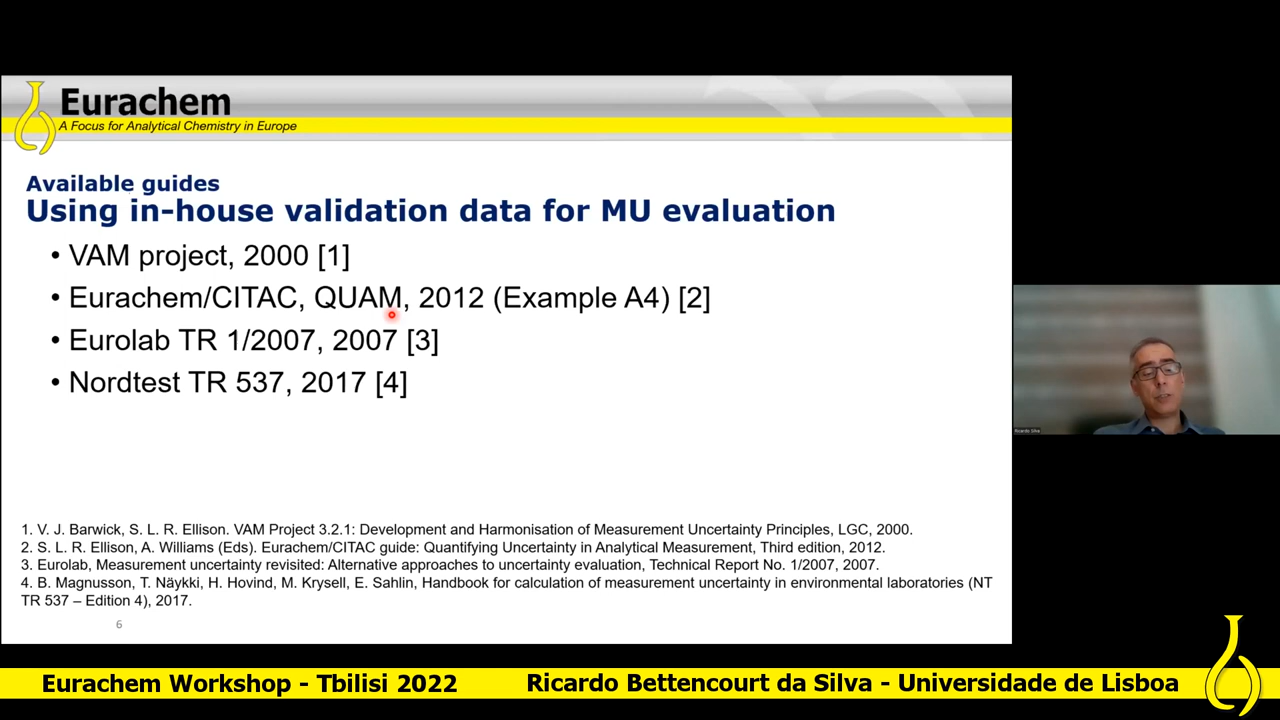 Eurachem
A Focus for Analytical Chemistry in Europe
Available guides
Using in-house validation data for MU evaluation
• VAM project, 2000 [1]
• Eurachem/CITAC, QUAM, 2012 (Example A4) [2]
• Eurolab TR 1/2007, 2007 [3]
• Nordtest TR 537, 2017 [4]
1. V. J. Barwick, S. L. R. Ellison. VAM Project 3.2.1: Development and Harmonisation of Measurement Uncertainty Principles, LGC, 2000.
2. S. L. R. Ellison, A. Williams (Eds). Eurachem/CITAC guide: Quantifying Uncertainty in Analytical Measurement, Third edition, 2012.
3. Eurolab, Measurement uncertainty revisited: Alternative approaches to uncertainty evaluation, Technical Report No. 1/2007, 2007.
4. B. Magnusson, T. Näykki, H. Hovind, M. Krysell, E. Sahlin, Handbook for calculation of measurement uncertainty in environmental laboratories (NT
TR 537 – Edition 4), 2017.
6
Ricardo Silva
Eurachem Workshop - Tbilisi 2022
Ricardo Bettencourt da Silva - Universidade de Lisboa